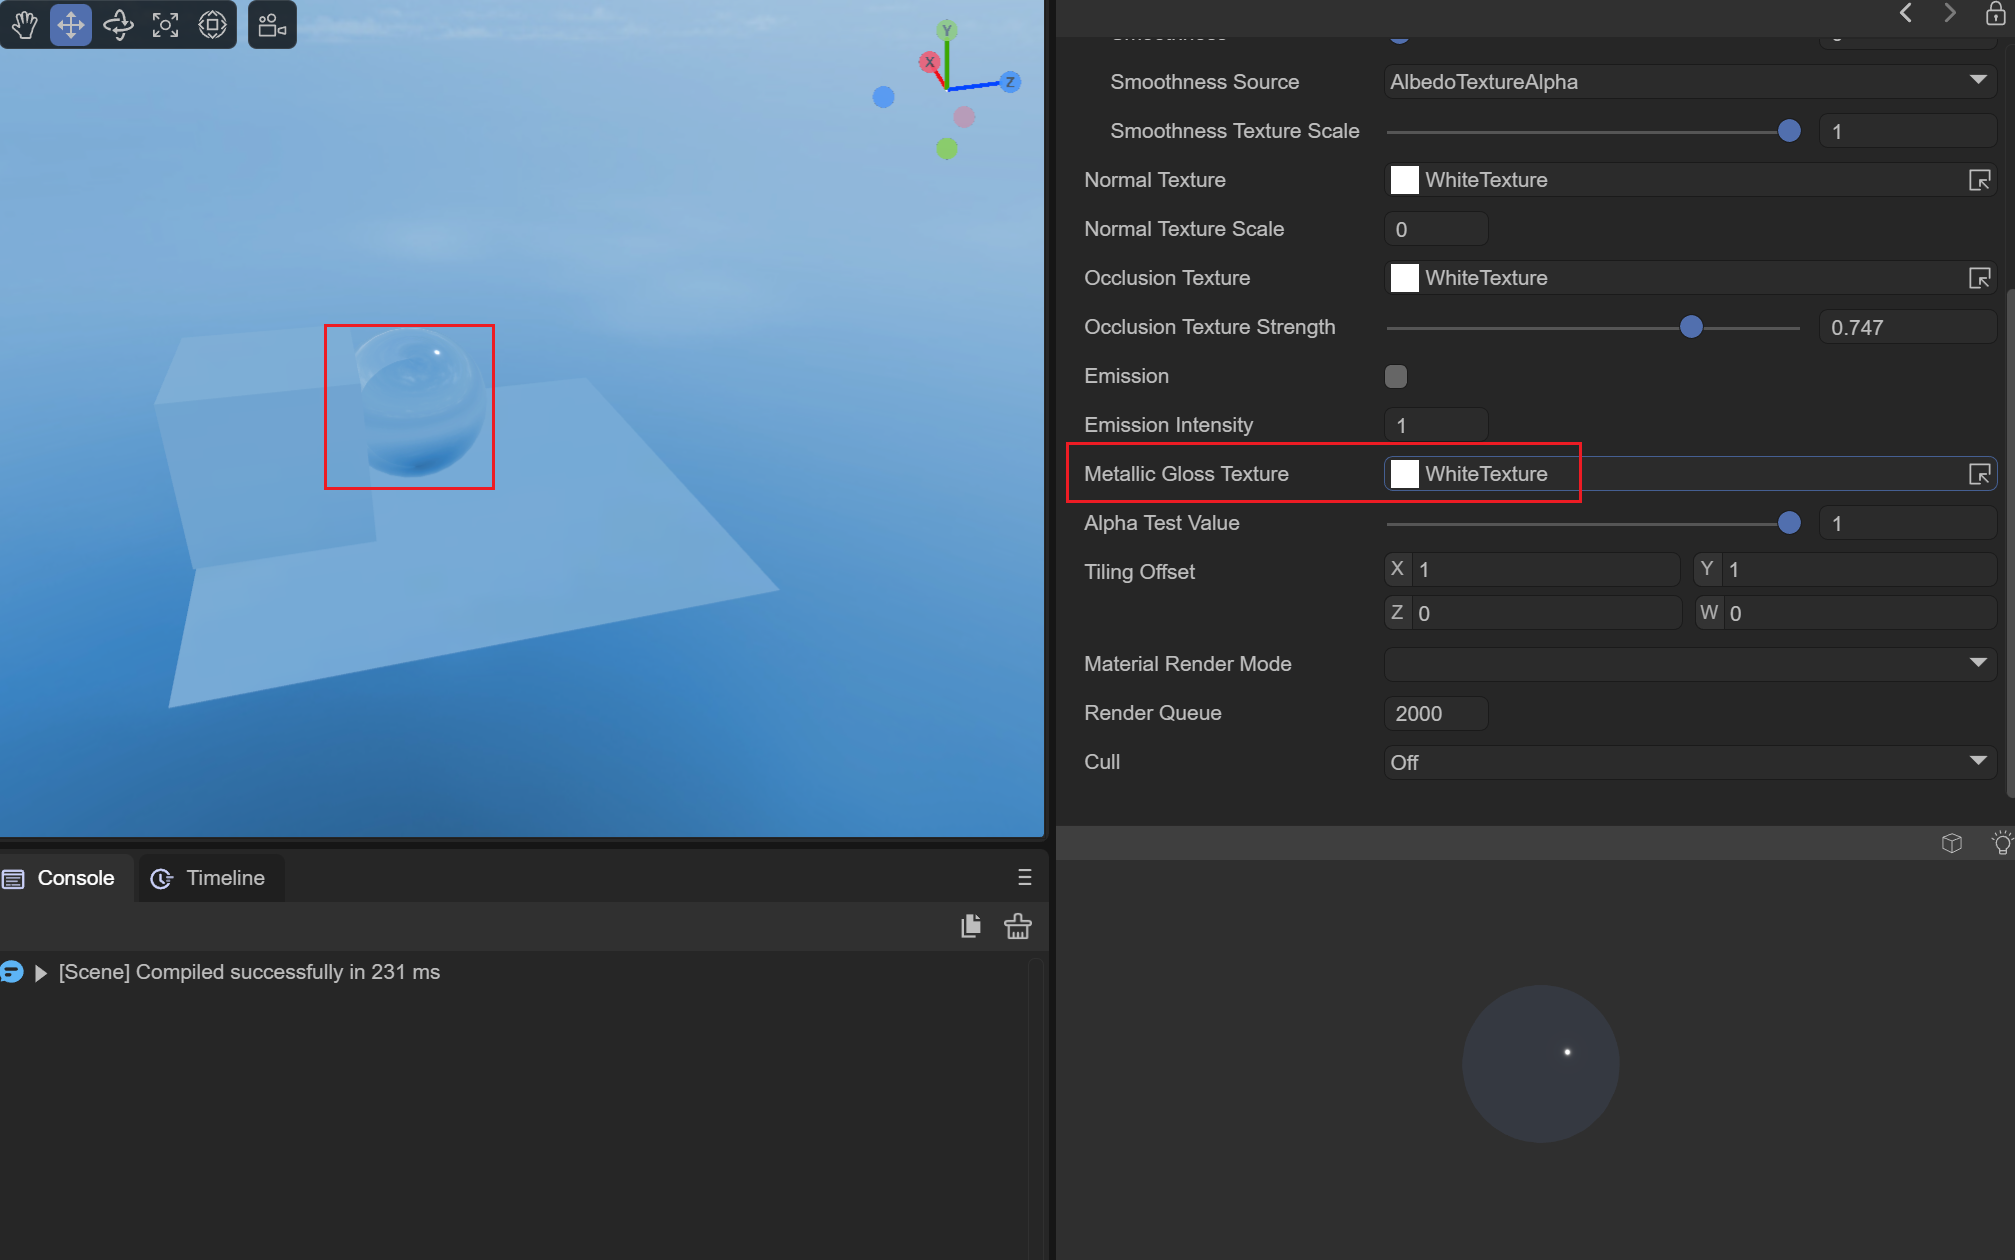 Y
X
Z
Smoothness Source AlbedoTextureAlpha
Smoothness Texture Scale 1
Normal Texture WhiteTexture
Normal Texture Scale 0
Occlusion Texture WhiteTexture
Occlusion Texture Strength 0.747
Emission
Emission Intensity 1
Metallic Gloss Texture WhiteTexture
Alpha Test Value 1
Tiling Offset X 1 Y 1
Z 0 W 0
Material Render Mode
Render Queue 2000
Cull Off
Console Timeline
[Scene] Compiled successfully in 231 ms